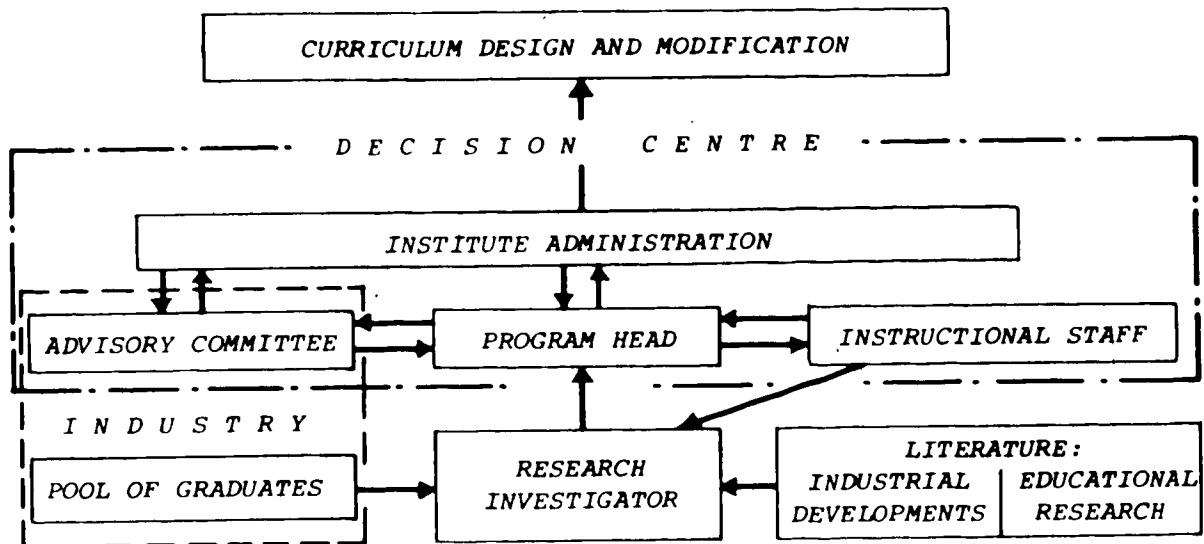 CURRICULUM DESIGN AND MODIFICATION
DECISION CENTRE
INSTITUTE ADMINISTRATION
ADVISORY COMMITTEE
PROGRAM HEAD
INSTRUCTIONAL STAFF
INDUSTRY
POOL OF GRADUATES
RESEARCH
INVESTIGATOR
LITERATURE:
INDUSTRIAL
DEVELOPMENTS
EDUCATIONAL
RESEARCH